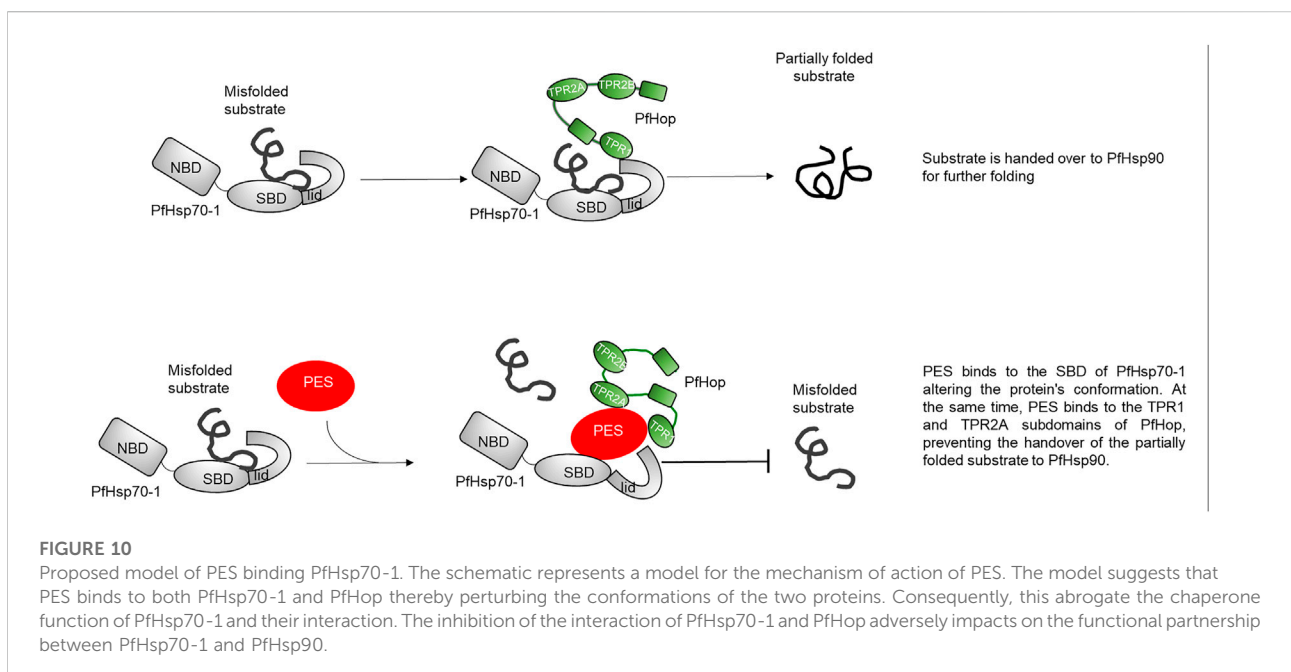 Misfolded
substrate
NBD
SBD
lid
PfHsp70-1
TPR2A
TPR2B
PfHop
TPR1
NBD
SBD
lid
PfHsp70-1
Partially folded
substrate
Substrate is handed over to PfHsp90
for further folding
Misfolded
substrate
PES
NBD
SBD
lid
PfHsp70-1
TPR2B
PfHop
TPR2A
TPR1
PES
NBD
SBD
lid
PfHsp70-1
Misfolded
substrate
PES binds to the SBD of PfHsp70-1
altering the protein's conformation. At
the same time, PES binds to the TPR1
and TPR2A subdomains of PfHop,
preventing the handover of the partially
folded substrate to PfHsp90.
FIGURE 10
Proposed model of PES binding PfHsp70-1. The schematic represents a model for the mechanism of action of PES. The model suggests that
PES binds to both PfHsp70-1 and PfHop thereby perturbing the conformations of the two proteins. Consequently, this abrogate the chaperone
function of PfHsp70-1 and their interaction. The inhibition of the interaction of PfHsp70-1 and PfHop adversely impacts on the functional partnership
between PfHsp70-1 and PfHsp90.